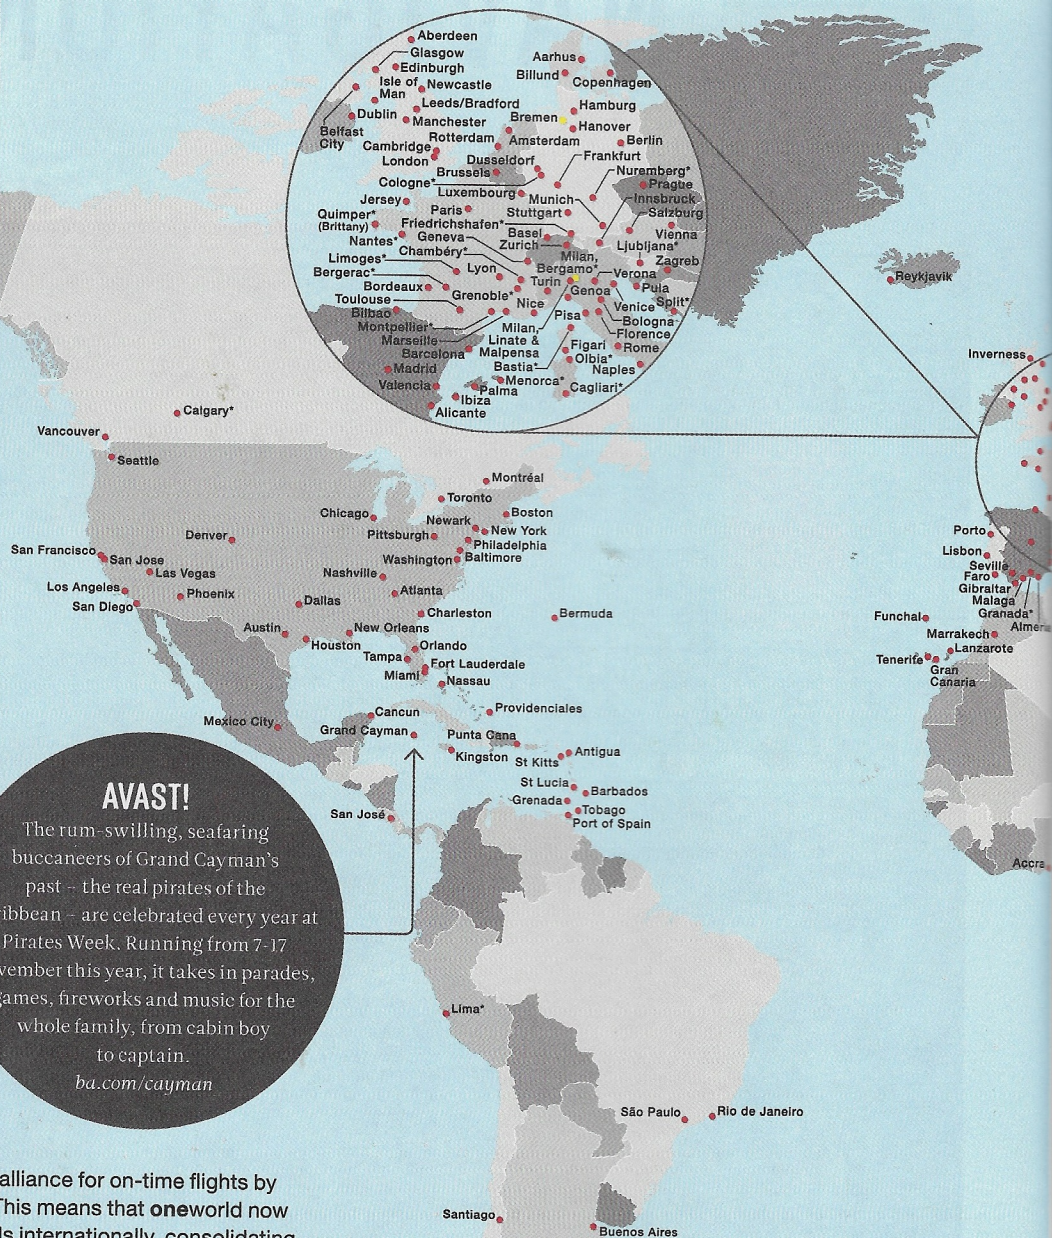 Aberdeen
Glasgow
Edinburgh
Isle of
Man
Newcastle
Leeds/Bradford
Dublin
Manchester
Belfast
City
Rotterdam
Cambridge
London
Amsterdam
Aarhus
Billund
Copenhagen
Hamburg
Bremen
Hanover
Berlin
Dusseldorf
Brussels
Cologne*
Luxembourg
Frankfurt
Nuremberg*
Prague
Munich
Innsbruck
Jersey
Paris
Stuttgart
Salzburg
Quimper*
(Brittany)
Friedrichshafen*
Basel
Vienna
Nantes*
Geneva
Zurich
Ljubljana*
Limoges*
Chambéry*
Milan,
Bergamo*
Zagreb
Bergerac*
Lyon
Turin
Verona
Bordeaux
Grenoble*
Genoa
Pula
Toulouse
Nice
Venice
Split*
Bilbao
Pisa
Bologna
Montpellier*
Milan,
Linate &
Malpensa
Florence
Marseille
Barcelona
Figari
Rome
Bastia*
Olbia*
Madrid
Naples
Valencia
Palma
Menorca*
Cagliari*
Ibiza
Alicante
Reykjavik
Inverness
Calgary*
Vancouver
Seattle
Montréal
Toronto
Chicago
Boston
Newark
New York
Denver
Pittsburgh
Philadelphia
San Francisco
San Jose
Washington
Baltimore
Las Vegas
Nashville
Los Angeles
Phoenix
Atlanta
San Diego
Dallas
Charleston
Bermuda
Austin
New Orleans
Houston
Orlando
Tampa
Fort Lauderdale
Miami
Nassau
Porto
Lisbon
Seville
Faro
Gibraltar
Malaga
Granada*
Funchal
Marrakech
Lanzarote
Tenerife
Gran
Canaria
Mexico City
Cancun
Providenciales
Grand Cayman
Punta Cana
Kingston
St Kitts
Antigua
St Lucia
Barbados
Grenada
Tobago
Port of Spain
San José
Accra
AVAST!
The rum-swilling, seafaring
buccaneers of Grand Cayman's
past – the real pirates of the
ibbean – are celebrated every year at
Pirates Week. Running from 7-17
vember this year, it takes in parades,
ames, fireworks and music for the
whole family, from cabin boy
to captain.
ba.com/cayman
Lima*
São Paulo
Rio de Janeiro
Santiago
Buenos Aires
alliance for on-time flights by
This means that oneworld now
ls internationally, consolidating